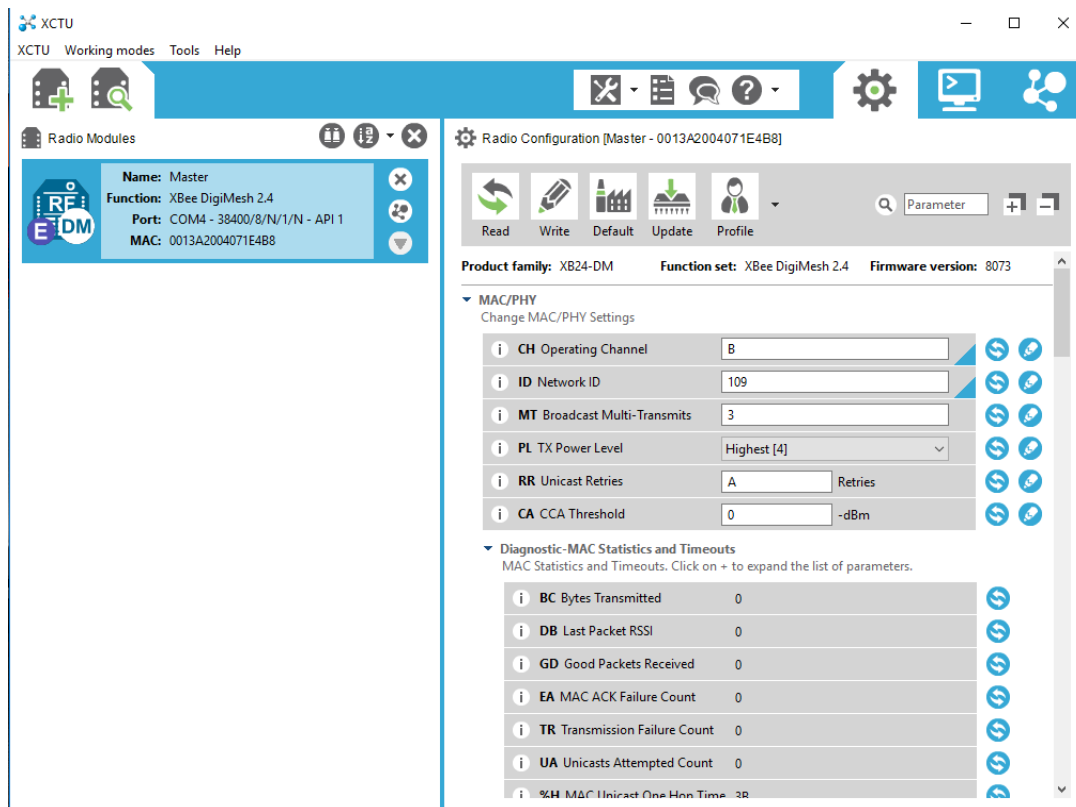 XCTU
XCTU Working modes Tools Help
Radio Modules
Name: Master
Function: XBee DigiMesh 2.4
Port: COM4 - 38400/8/N/1/N - API 1
MAC: 0013A2004071E4B8
RF
E DM
Radio Configuration [Master - 0013A2004071E4B8]
Read Write Default Update Profile
Parameter
Product family: XB24-DM Function set: XBee DigiMesh 2.4 Firmware version: 8073
MAC/PHY
Change MAC/PHY Settings
i CH Operating Channel B
i ID Network ID 109
i MT Broadcast Multi-Transmits 3
i PL TX Power Level Highest [4]
i RR Unicast Retries A Retries
i CA CCA Threshold 0 -dBm
Diagnostic-MAC Statistics and Timeouts
MAC Statistics and Timeouts. Click on + to expand the list of parameters.
i BC Bytes Transmitted 0
i DB Last Packet RSSI 0
i GD Good Packets Received 0
i EA MAC ACK Failure Count 0
i TR Transmission Failure Count 0
i UA Unicasts Attempted Count 0
i %H MAC Unicast One Hop Time 3B